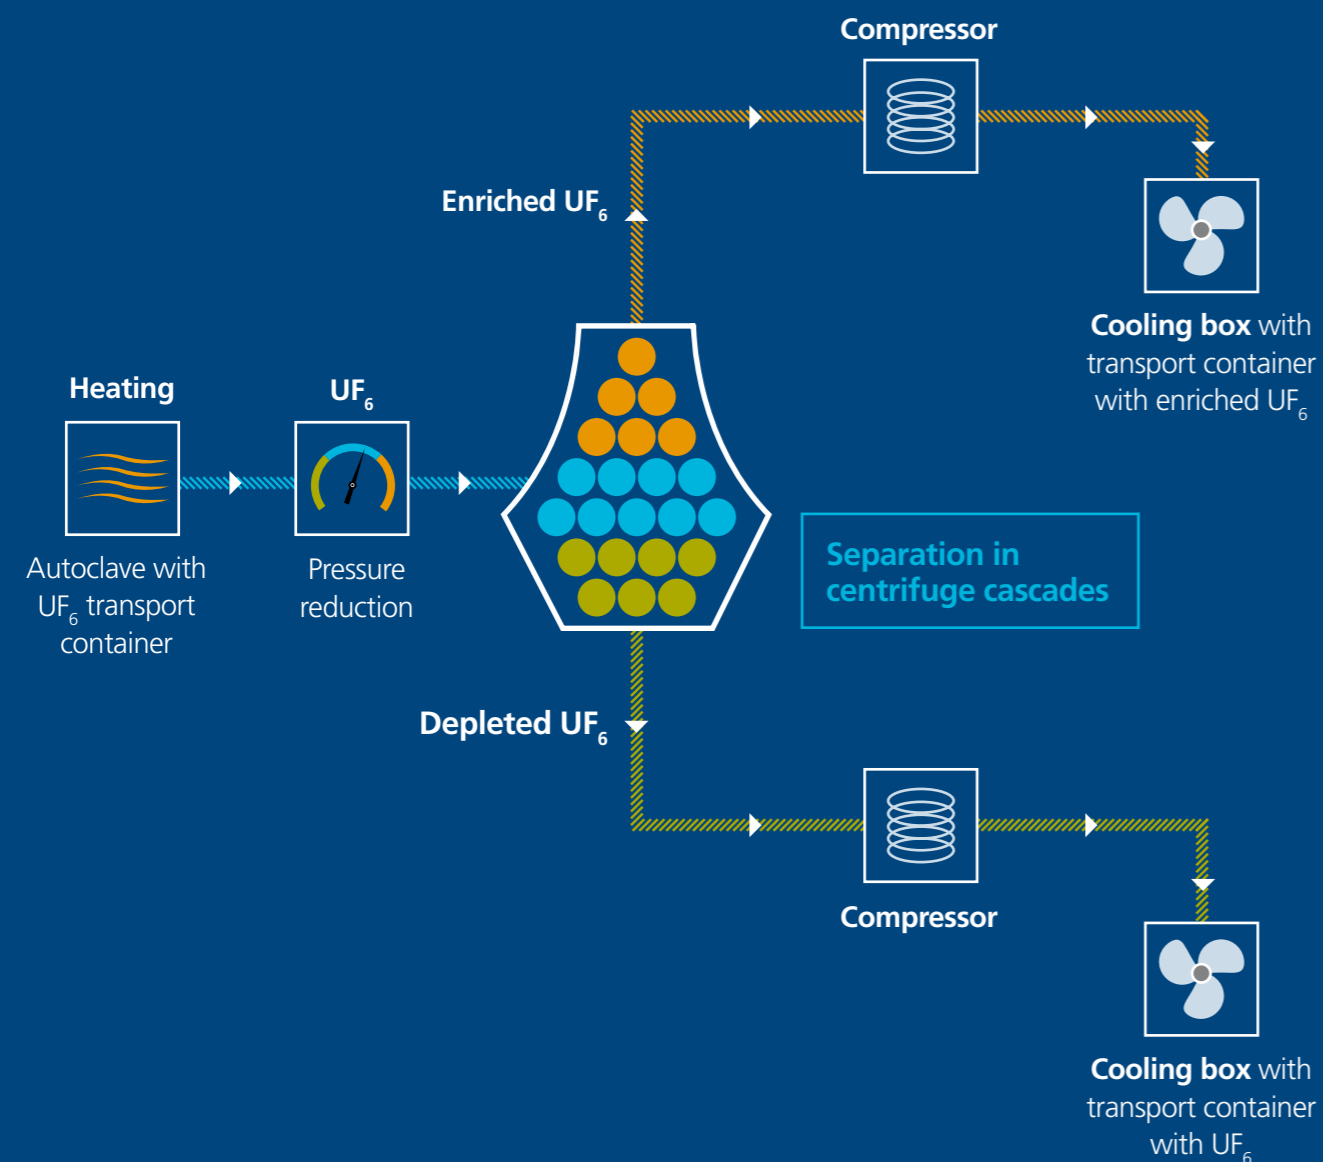 Compressor
Enriched UF₆
Cooling box with
transport container
with enriched UF₆
Heating
UF₆
Autoclave with
UF₆ transport
container
Pressure
reduction
Separation in
centrifuge cascades
Depleted UF₆
Compressor
Cooling box with
transport container
with UF₆